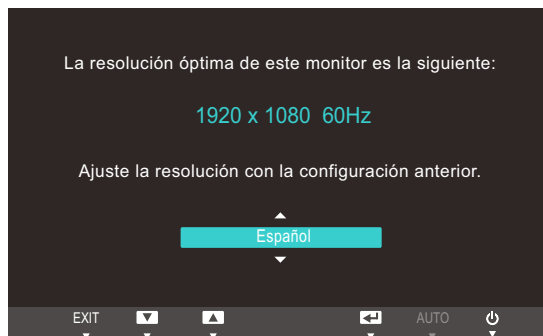 La resolución óptima de este monitor es la siguiente:
1920 x 1080 60Hz
Ajuste la resolución con la configuración anterior.
Español
EXIT AUTO